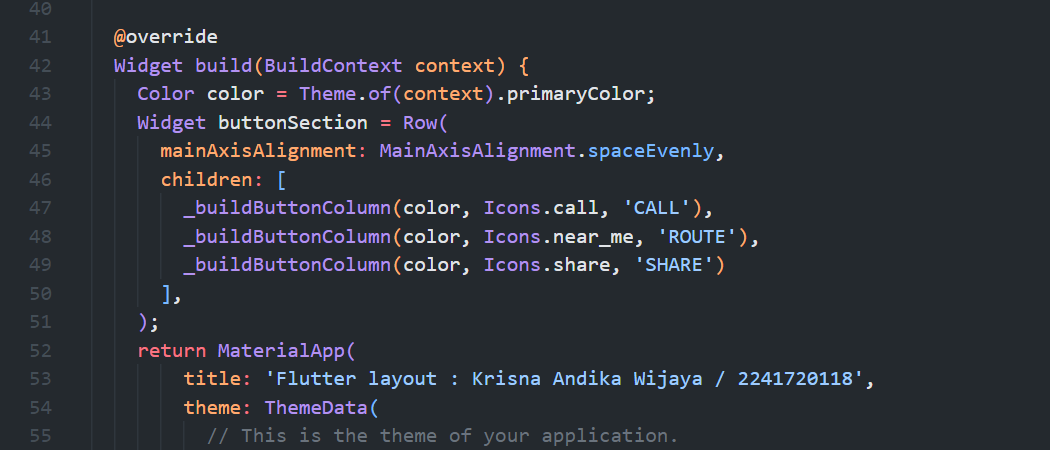 40
41 @override
42 Widget build(BuildContext context) {
43 Color color = Theme.of(context).primaryColor;
44 Widget buttonSection = Row(
45 mainAxisAlignment: MainAxisAlignment.spaceEvenly,
46 children: [
47 _buildButtonColumn(color, Icons.call, 'CALL'),
48 _buildButtonColumn(color, Icons.near_me, 'ROUTE'),
49 _buildButtonColumn(color, Icons.share, 'SHARE')
50 ],
51 );
52 return MaterialApp(
53 title: 'Flutter layout : Krisna Andika Wijaya / 2241720118',
54 theme: ThemeData(
55 // This is the theme of your application.